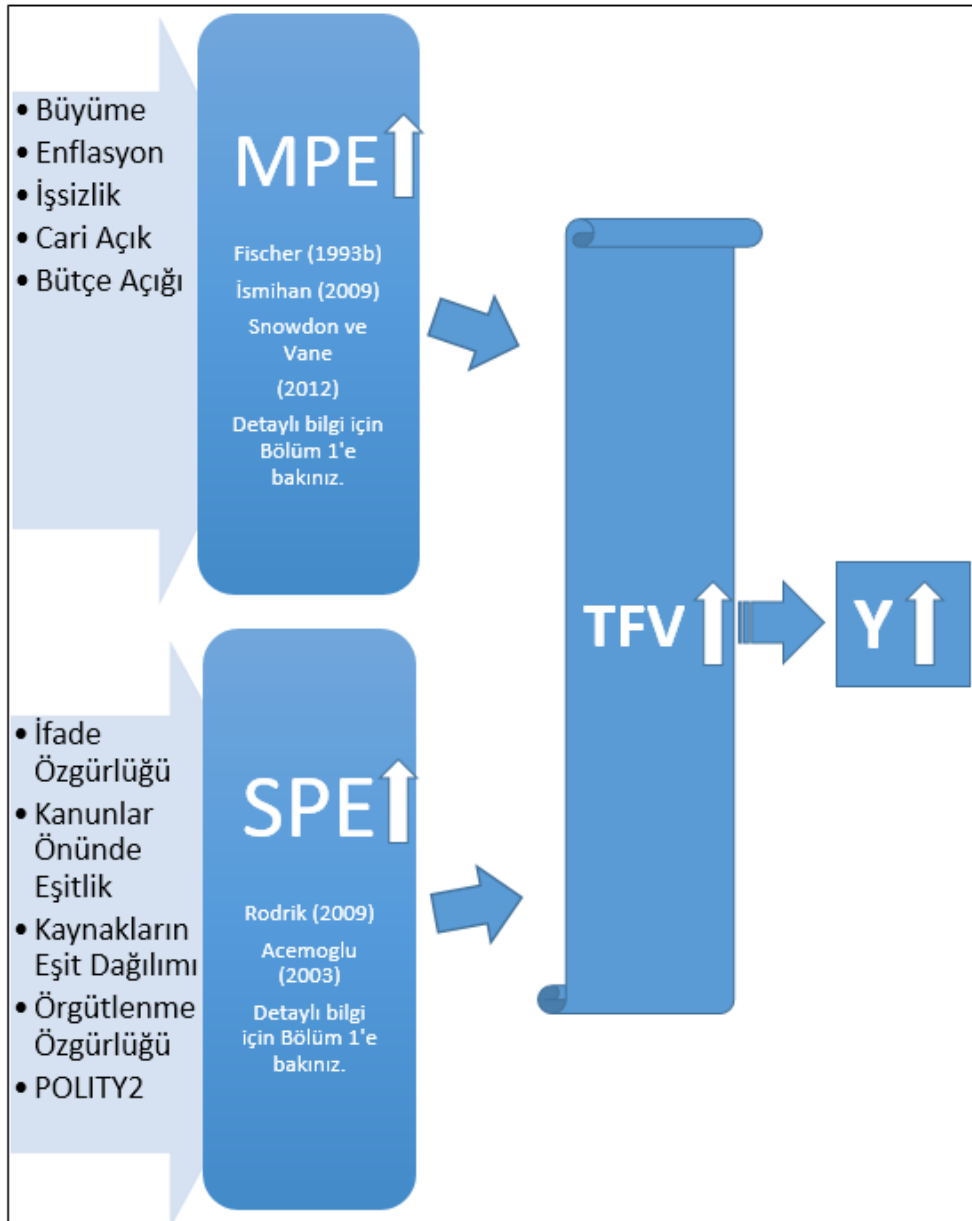 • Büyüme
• Enflasyon
• İşsizlik
• Cari Açık
• Bütçe Açığı
MPE
Fischer (1993b)
İsmihan (2009)
Snowdon ve
Vane
(2012)
Detaylı bilgi için
Bölüm 1'e
bakınız.
• İfade
Özgürlüğü
• Kanunlar
Önünde
Eşitlik
• Kaynakların
Eşit Dağılımı
• Örgütlenme
Özgürlüğü
• POLITY2
SPE
Rodrik (2009)
Acemoglu
(2003)
Detaylı bilgi
için Bölüm 1'e
bakınız.
TFV
Y